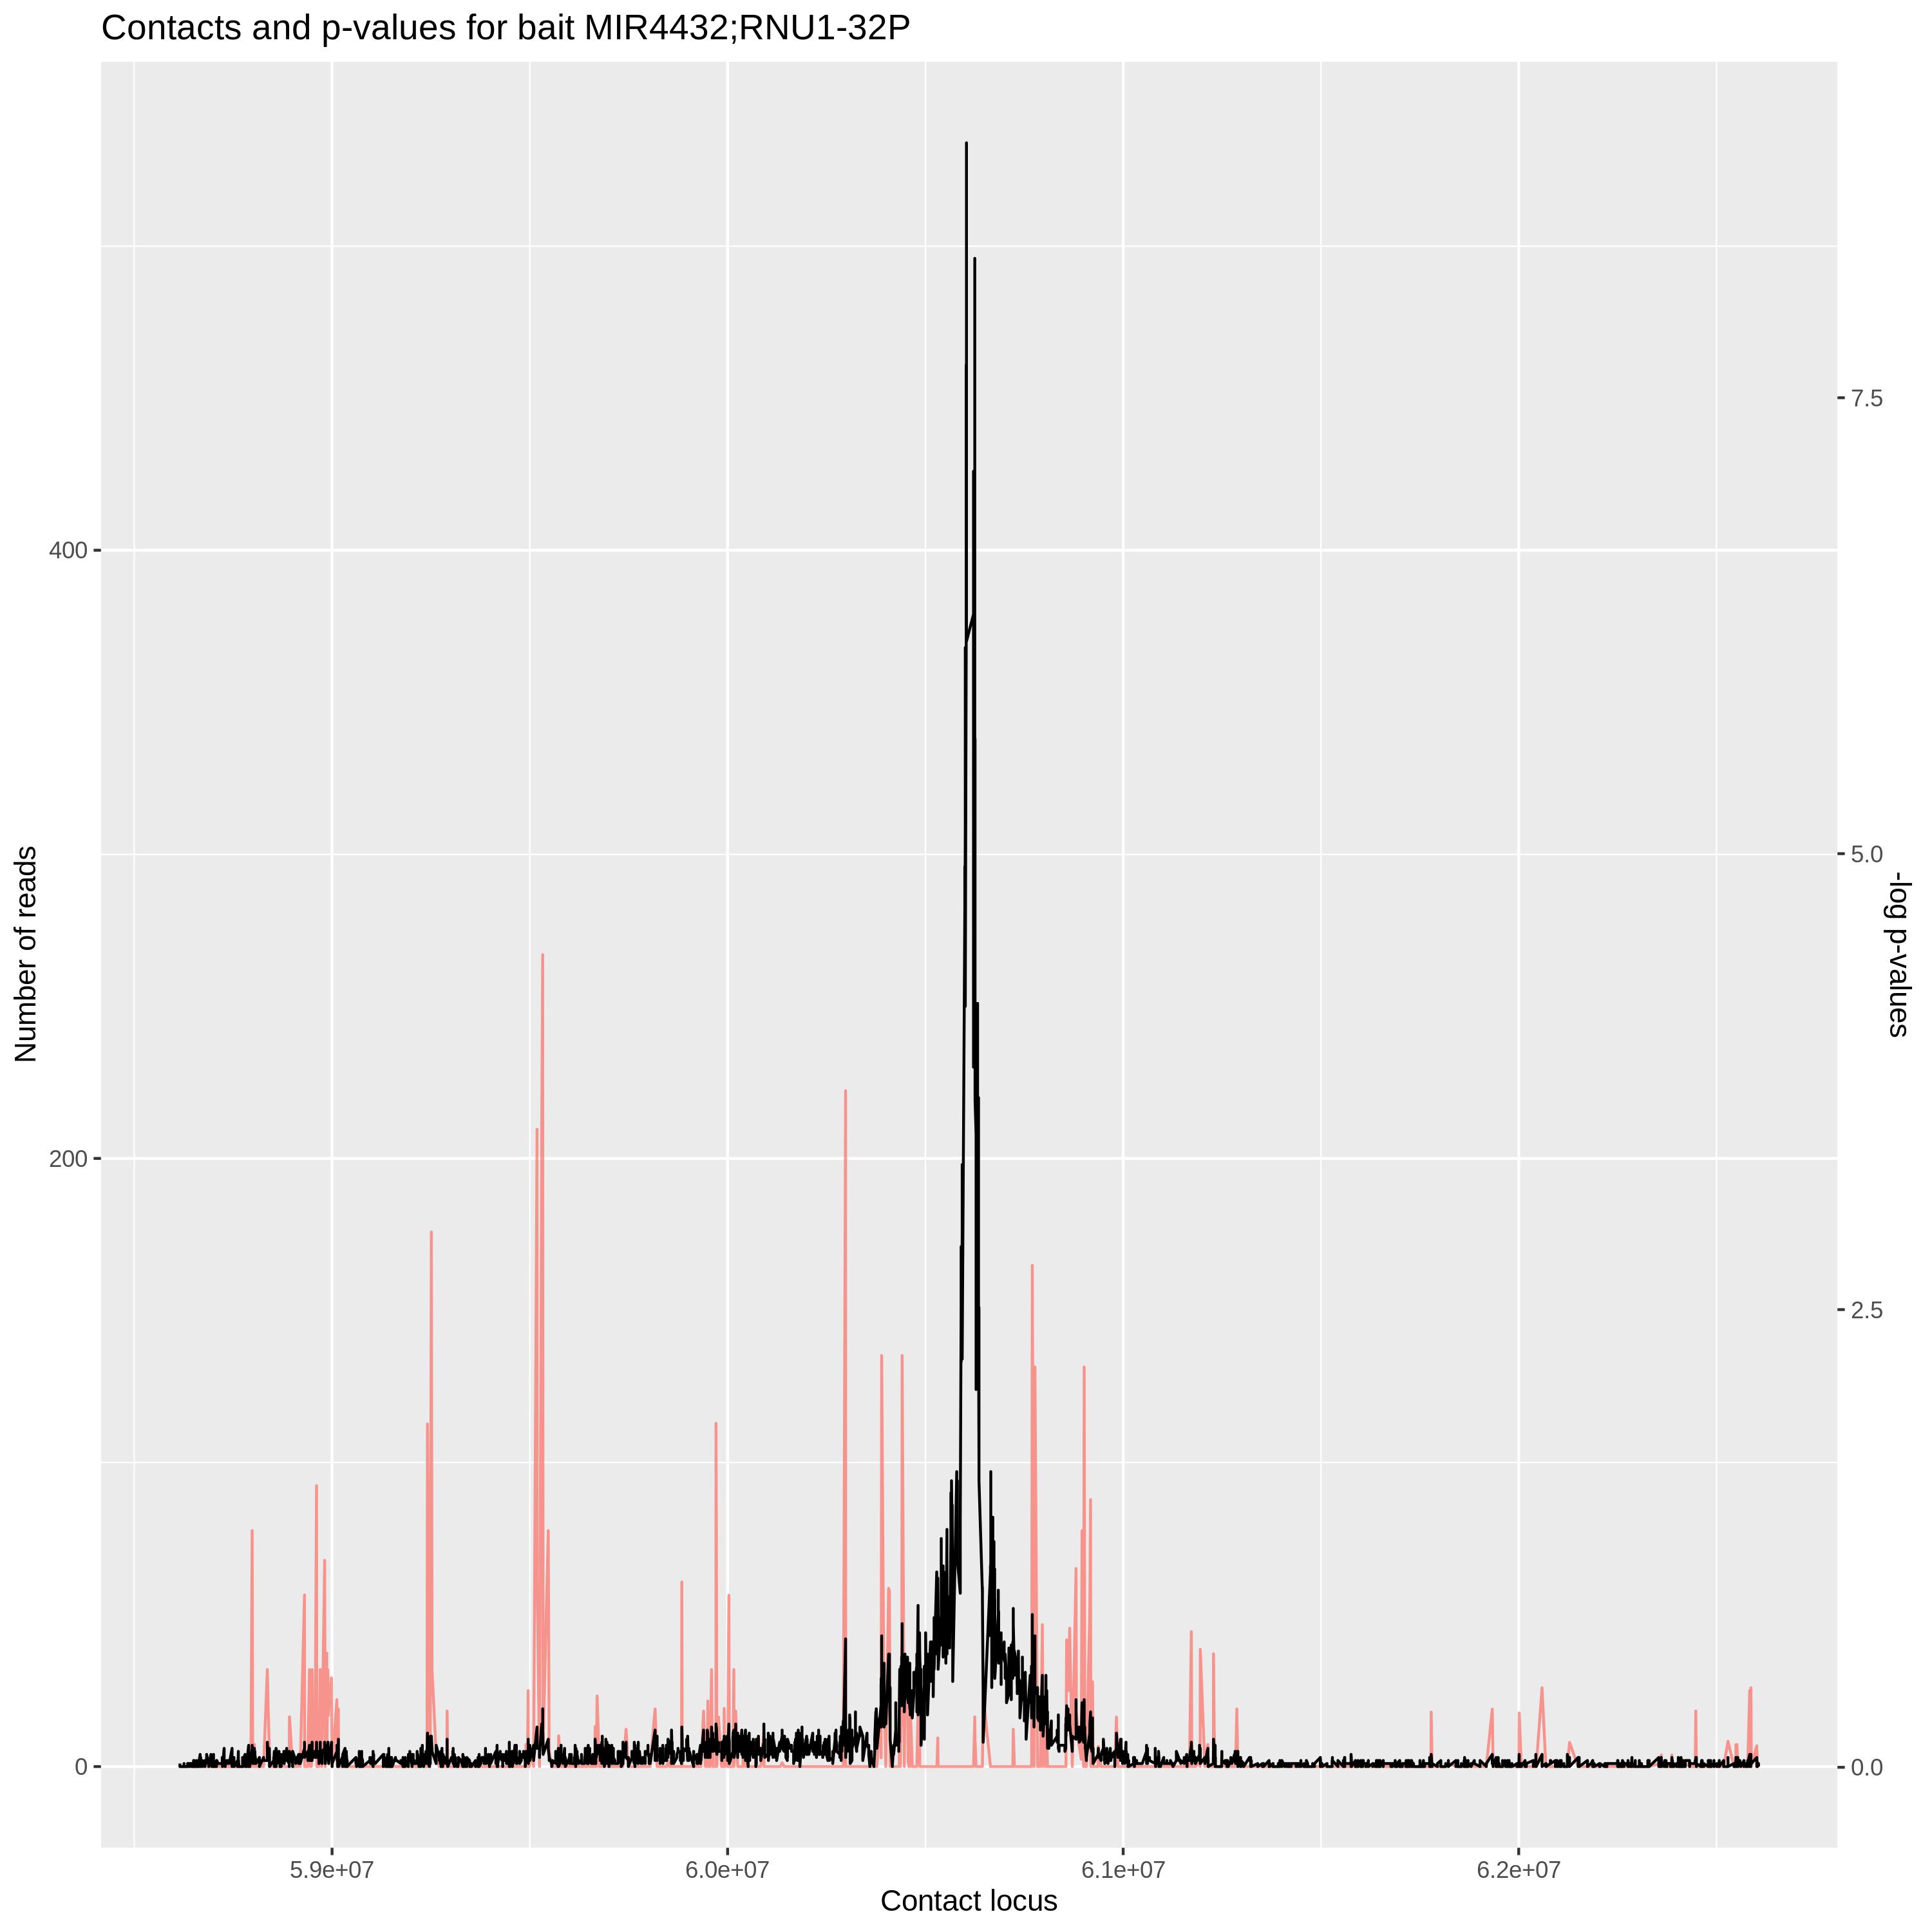 Contacts and p-values for bait MIR4432;RNU1-32P
Number of reads
400
200
0
7.5
5.0
2.5
0.0
-log p-values
5.9e+07
6.0e+07
6.1e+07
6.2e+07
Contact locus